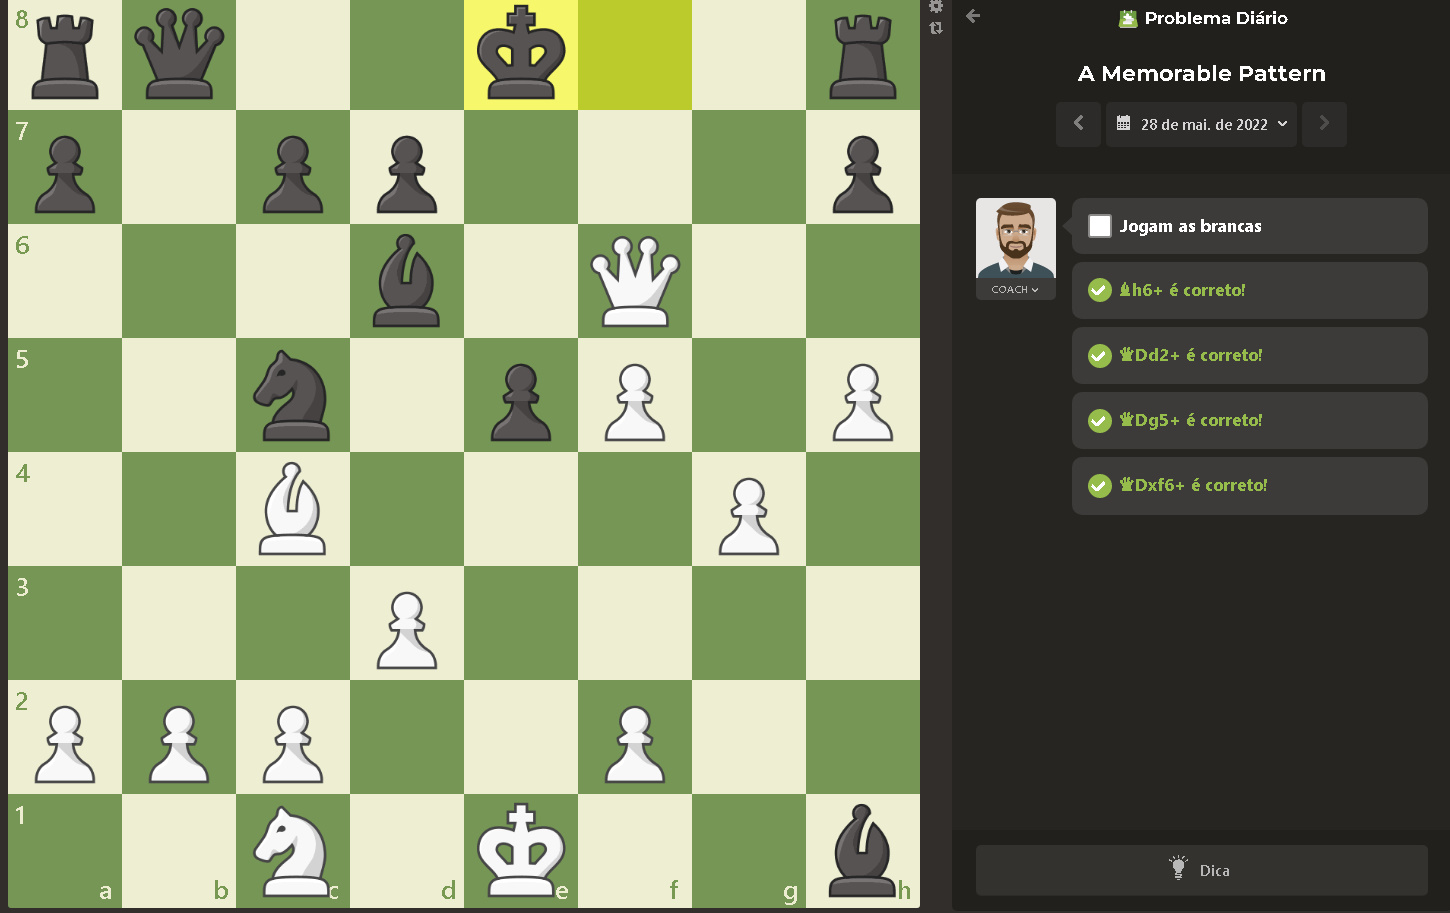 8
7
6
5
4
3
2
1
a b c d e f g h
Problema Diário
A Memorable Pattern
28 de mai. de 2022
COACH
Jogam as brancas
♝h6+ é correto!
♛Dd2+ é correto!
♛Dg5+ é correto!
♛Dxf6+ é correto!
Dica